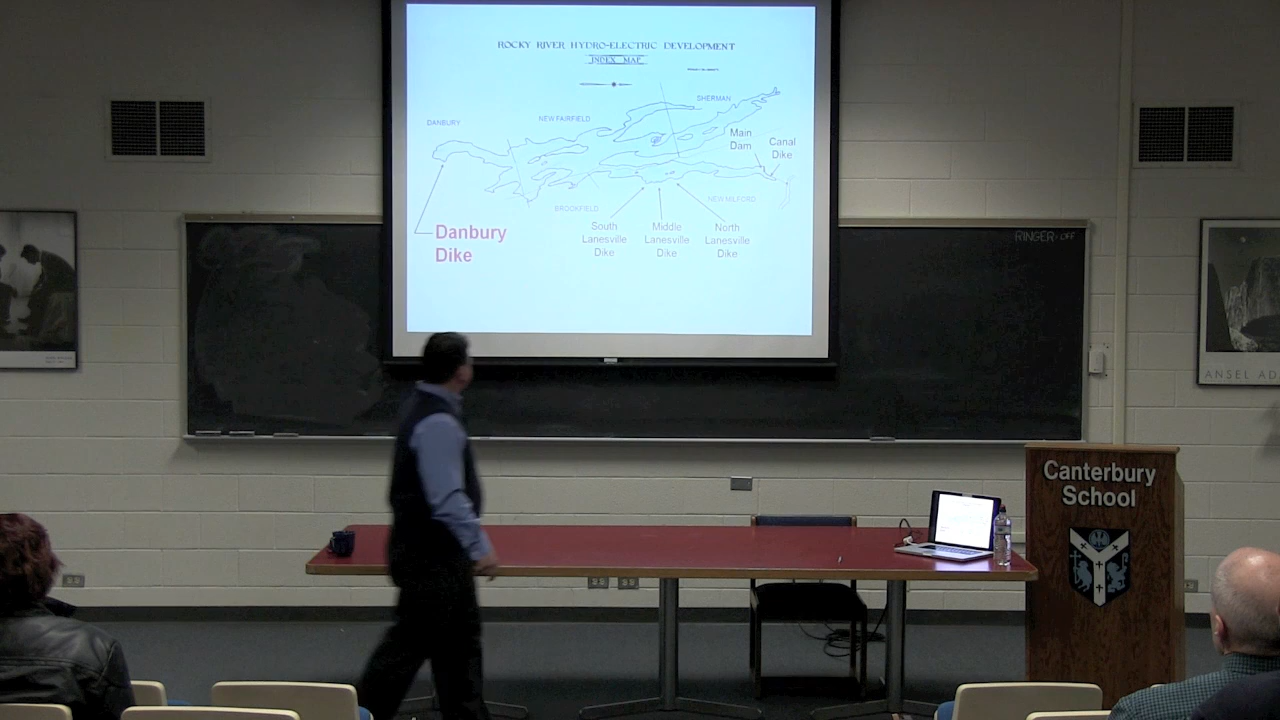 ROCKY RIVER HYDRO-ELECTRIC DEVELOPMENT
INDEX MAP
SHERMAN
DANBURY
NEW FAIRFIELD
Main
Dam
Canal
Dike
BROOKFIELD
NEW MILFORD
Danbury
Dike
South
Lanesville
Dike
Middle
Lanesville
Dike
North
Lanesville
Dike
RINGER-OFF
ANSEL AD
Canterbury
School